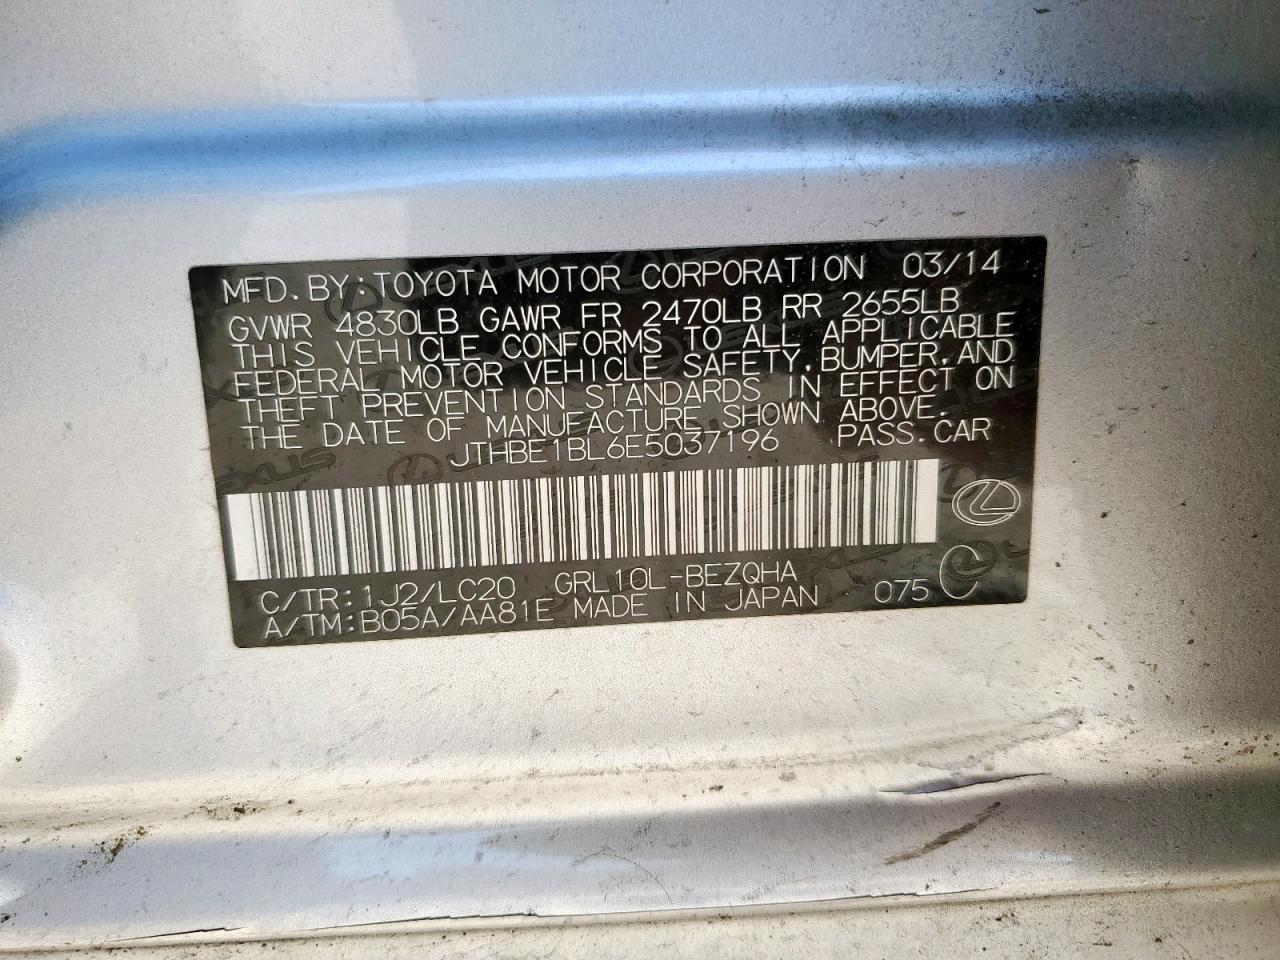 MFD. BY: TOYOTA MOTOR CORPORATION 03/14
GVWR 4830LB GAWR FR 2470LB RR 2655LB
THIS VEHICLE CONFORMS TO ALL APPLICABLE
FEDERAL MOTOR VEHICLE SAFETY, BUMPER, AND
THEFT PREVENTION STANDARDS IN EFFECT ON
THE DATE OF MANUFACTURE SHOWN ABOVE.
JTHBE1BL6E5037196 PASS. CAR
C/TR: 1J2/LC20 GRL10L-BEZQHA
A/TM: B05A/AA81E MADE IN JAPAN 075 C